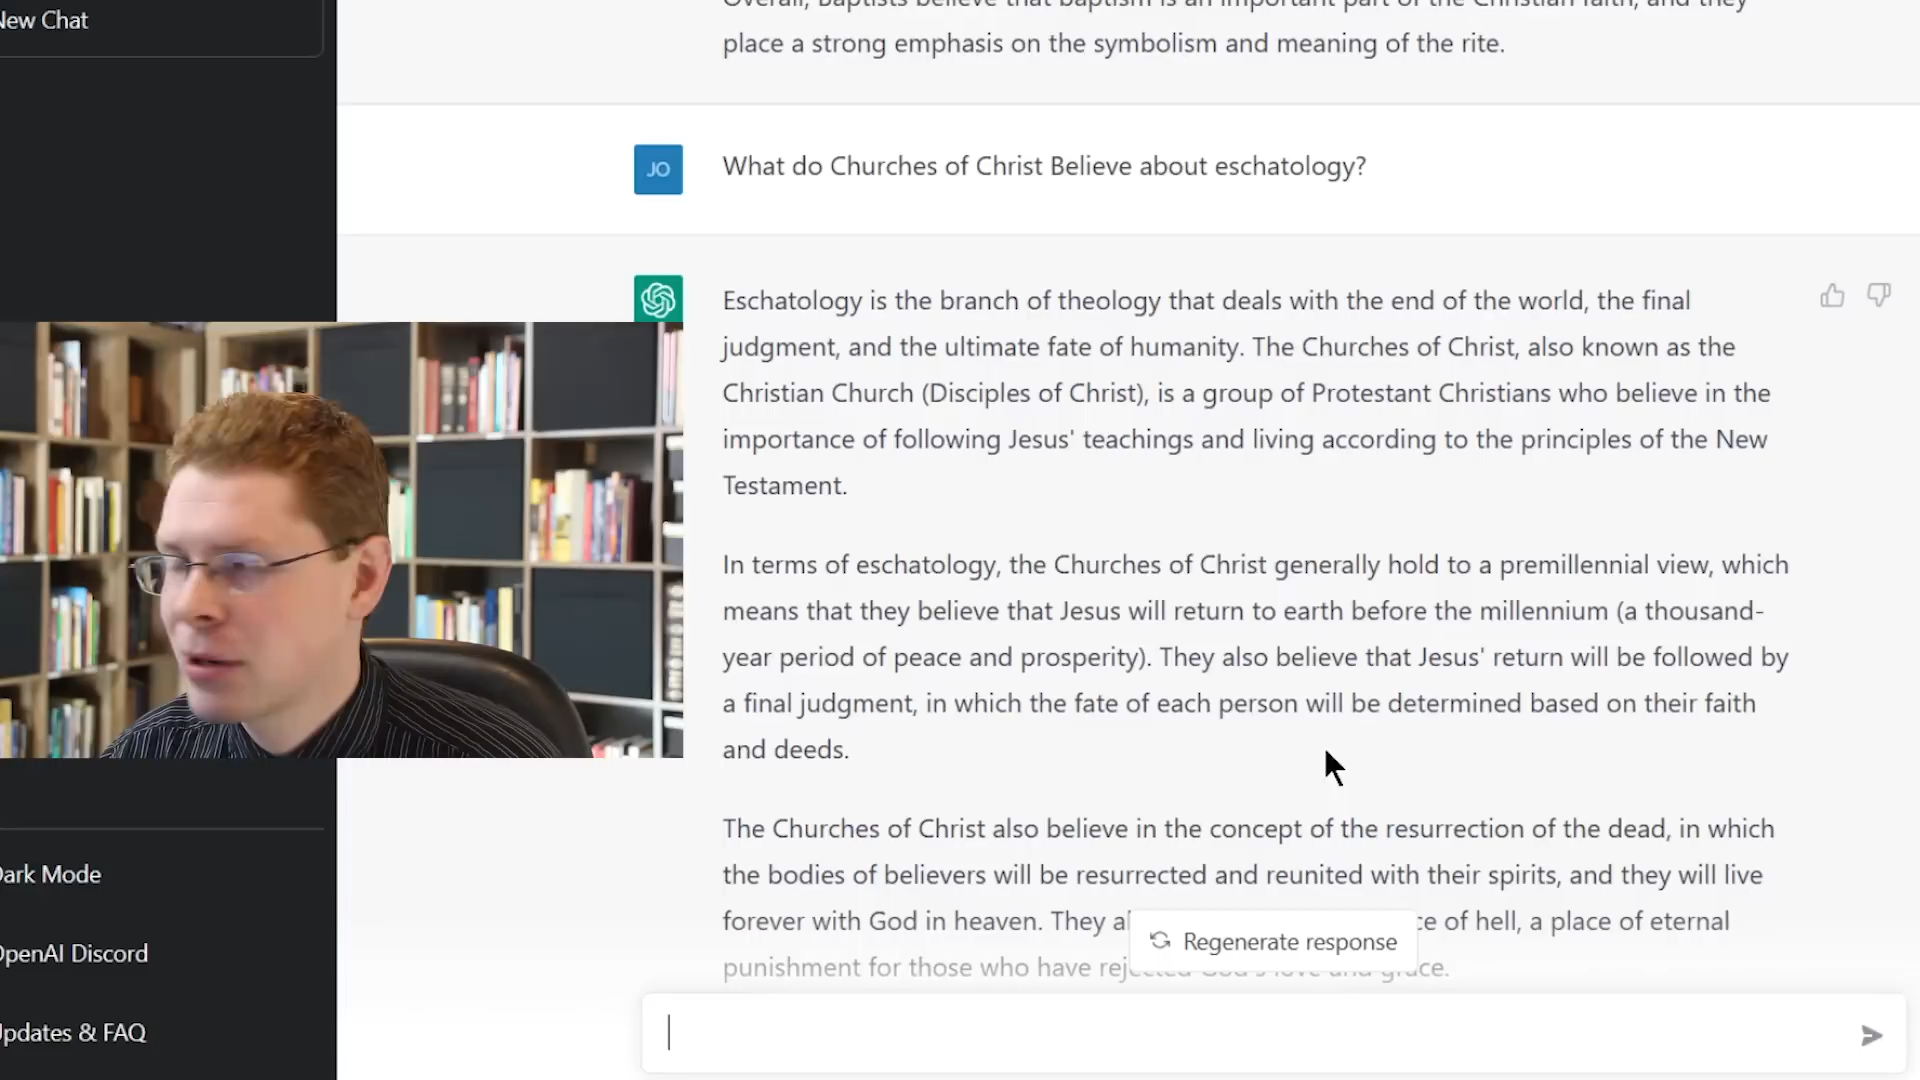 New Chat
Overall, Baptists believe that baptism is an important part of the Christian faith, and they
place a strong emphasis on the symbolism and meaning of the rite.
JO
What do Churches of Christ Believe about eschatology?
Eschatology is the branch of theology that deals with the end of the world, the final
judgment, and the ultimate fate of humanity. The Churches of Christ, also known as the
Christian Church (Disciples of Christ), is a group of Protestant Christians who believe in the
importance of following Jesus' teachings and living according to the principles of the New
Testament.
In terms of eschatology, the Churches of Christ generally hold to a premillennial view, which
means that they believe that Jesus will return to earth before the millennium (a thousand-
year period of peace and prosperity). They also believe that Jesus' return will be followed by
a final judgment, in which the fate of each person will be determined based on their faith
and deeds.
The Churches of Christ also believe in the concept of the resurrection of the dead, in which
the bodies of believers will be resurrected and reunited with their spirits, and they will live
forever with God in heaven. They of hell, a place of eternal
punishment for those who have rejected God's love and grace.
Regenerate response
Dark Mode
OpenAI Discord
Updates & FAQ